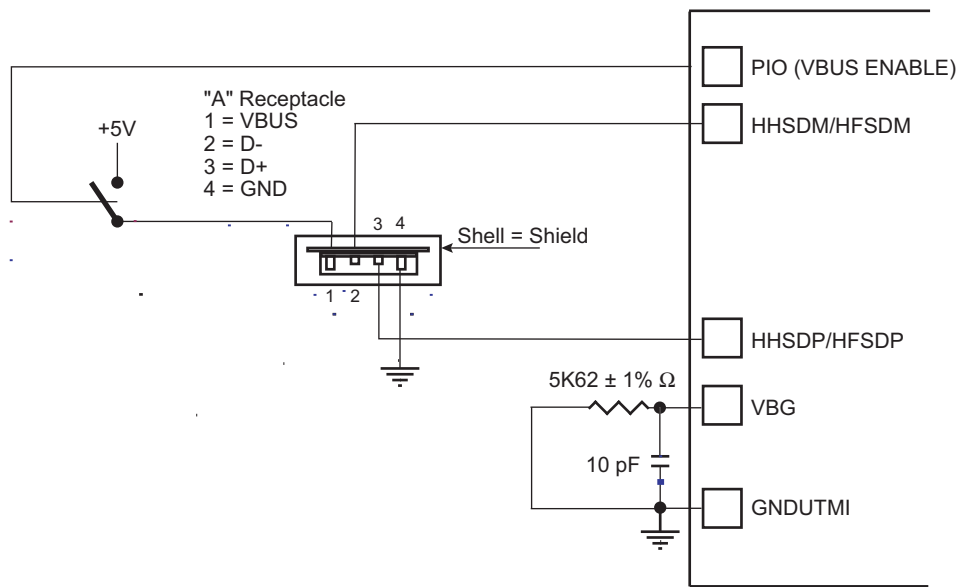 PIO (VBUS ENABLE)
"A" Receptacle
1 = VBUS
2 = D-
3 = D+
4 = GND
+5V
HHSDM/HFSDM
3 4
Shell = Shield
1 2
HHSDP/HFSDP
5K62 ± 1% Ω
VBG
10 pF
GNDUTMI